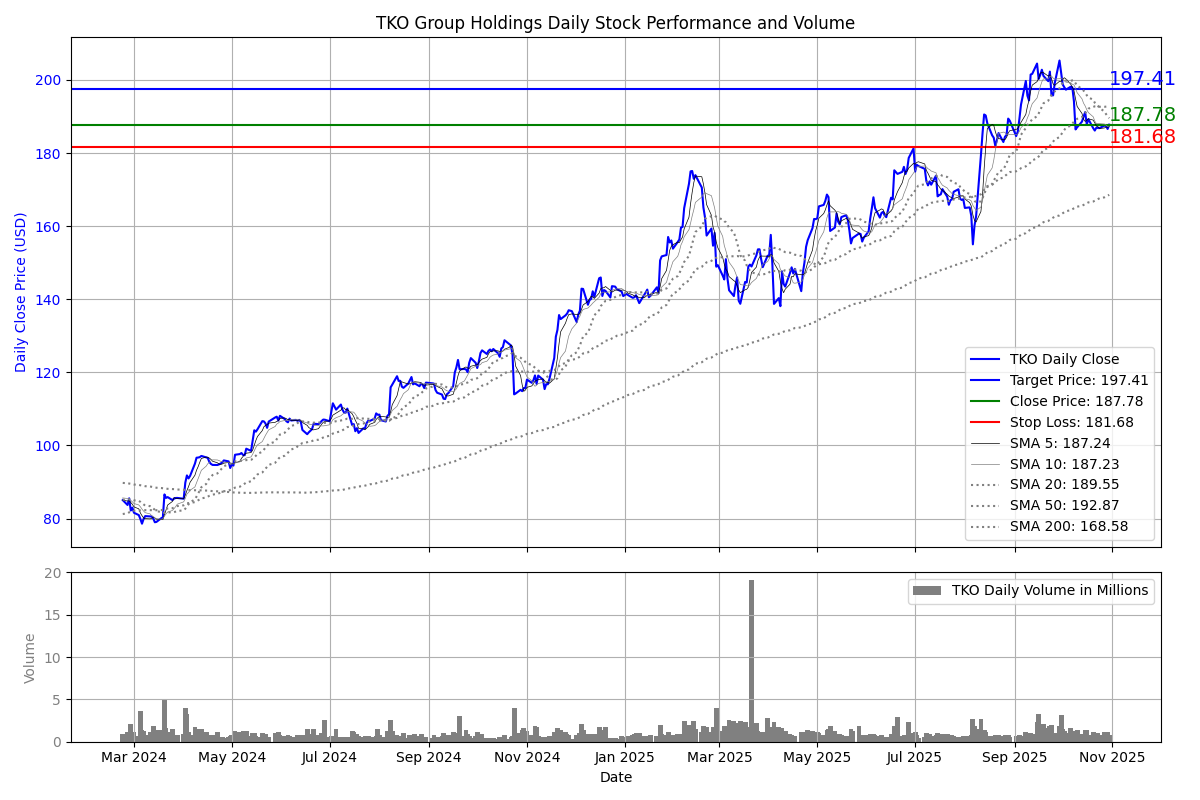 TKO Group Holdings Daily Stock Performance and Volume
Daily Close Price (USD)
200
180
160
140
120
100
80
197.41
187.78
181.68
TKO Daily Close
Target Price: 197.41
Close Price: 187.78
Stop Loss: 181.68
SMA 5: 187.24
SMA 10: 187.23
SMA 20: 189.55
SMA 50: 192.87
SMA 200: 168.58
Volume
20
15
10
5
0
TKO Daily Volume in Millions
Mar 2024 May 2024 Jul 2024 Sep 2024 Nov 2024 Jan 2025 Mar 2025 May 2025 Jul 2025 Sep 2025 Nov 2025
Date